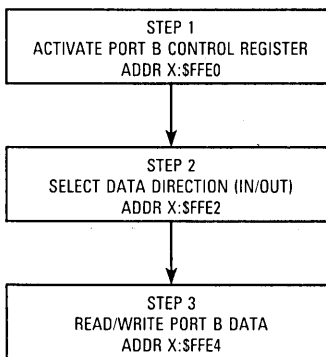 STEP 1
ACTIVATE PORT B CONTROL REGISTER
ADDR X:$FFE0
STEP 2
SELECT DATA DIRECTION (IN/OUT)
ADDR X:$FFE2
STEP 3
READ/WRITE PORT B DATA
ADDR X:$FFE4